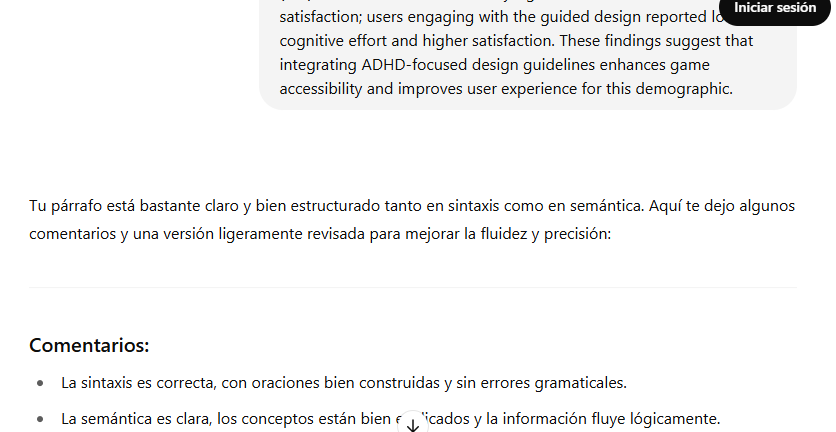 satisfaction; users engaging with the guided design reported
Iniciar sesión
cognitive effort and higher satisfaction. These findings suggest that
integrating ADHD-focused design guidelines enhances game
accessibility and improves user experience for this demographic.
Tu párrafo está bastante claro y bien estructurado tanto en sintaxis como en semántica. Aquí te dejo algunos
comentarios y una versión ligeramente revisada para mejorar la fluidez y precisión:
Comentarios:
La sintaxis es correcta, con oraciones bien construidas y sin errores gramaticales.
La semántica es clara, los conceptos están bien y la información fluye lógicamente.